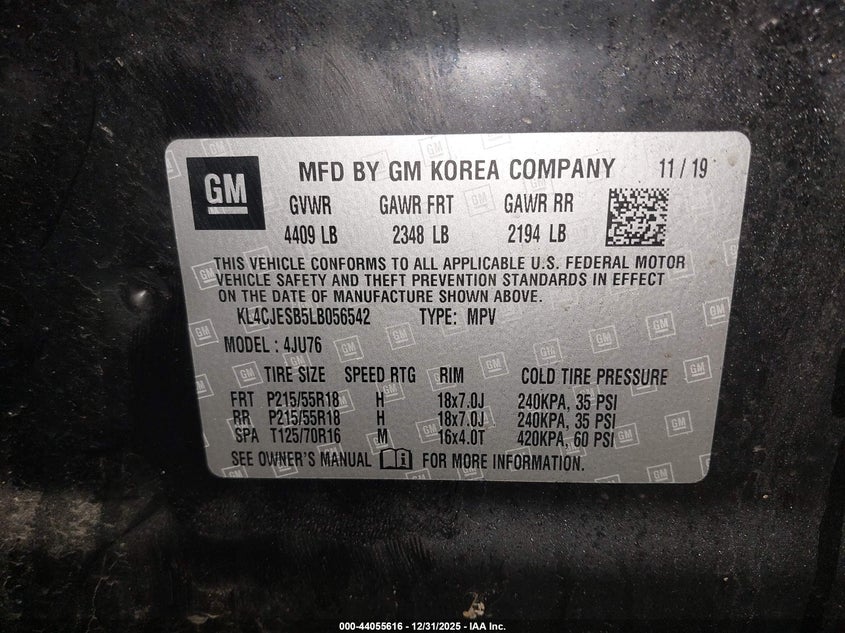 GM MFD BY GM KOREA COMPANY 11 / 19
GVWR GAWR FRT GAWR RR
4409 LB 2348 LB 2194 LB
THIS VEHICLE CONFORMS TO ALL APPLICABLE U.S. FEDERAL MOTOR
VEHICLE SAFETY AND THEFT PREVENTION STANDARDS IN EFFECT
ON THE DATE OF MANUFACTURE SHOWN ABOVE.
KL4CJESB5LB056542 TYPE: MPV
MODEL : 4JU76
TIRE SIZE SPEED RTG RIM COLD TIRE PRESSURE
FRT P215/55R18 H 18x7.0J 240KPA, 35 PSI
RR P215/55R18 H 18x7.0J 240KPA, 35 PSI
SPA T125/70R16 M 16x4.0T 420KPA, 60 PSI
SEE OWNER'S MANUAL FOR MORE INFORMATION.
000-44055616 - 12/31/2025 - IAA Inc.